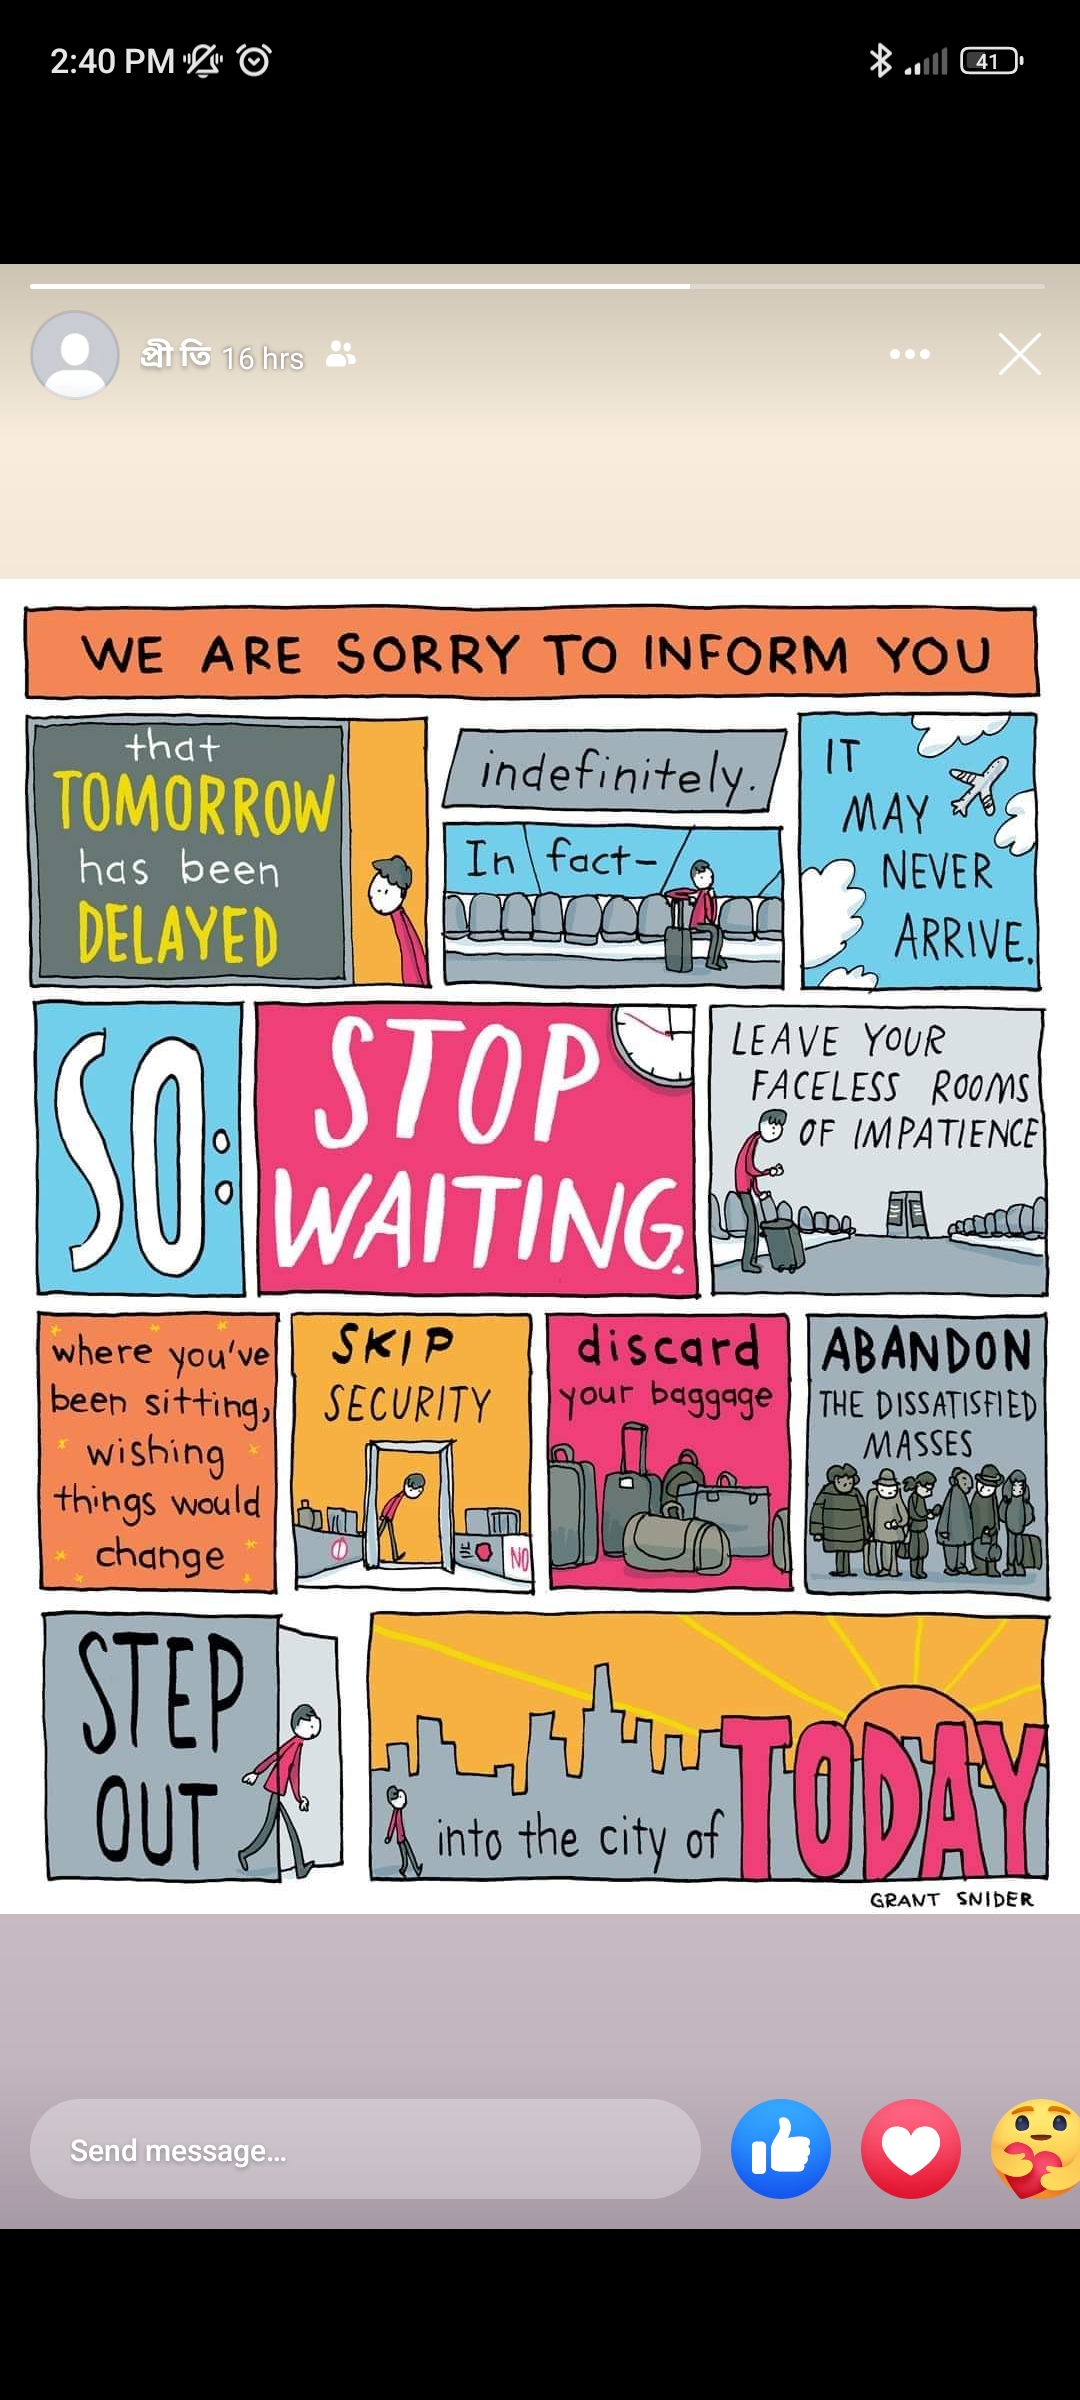 2:40 PM
41
প্রীতি 16 hrs
WE ARE SORRY TO INFORM YOU
that
TOMORROW
has been
DELAYED
indefinitely.
In fact-
IT
MAY
NEVER
ARRIVE.
SO:
STOP
WAITING.
LEAVE YOUR
FACELESS ROOMS
OF IMPATIENCE
where you've
been sitting,
wishing
things would
change
SKIP
SECURITY
NO
discard
your baggage
ABANDON
THE DISSATISFIED
MASSES
STEP
OUT
into the city of
TODAY
GRANT SNIDER
Send message...